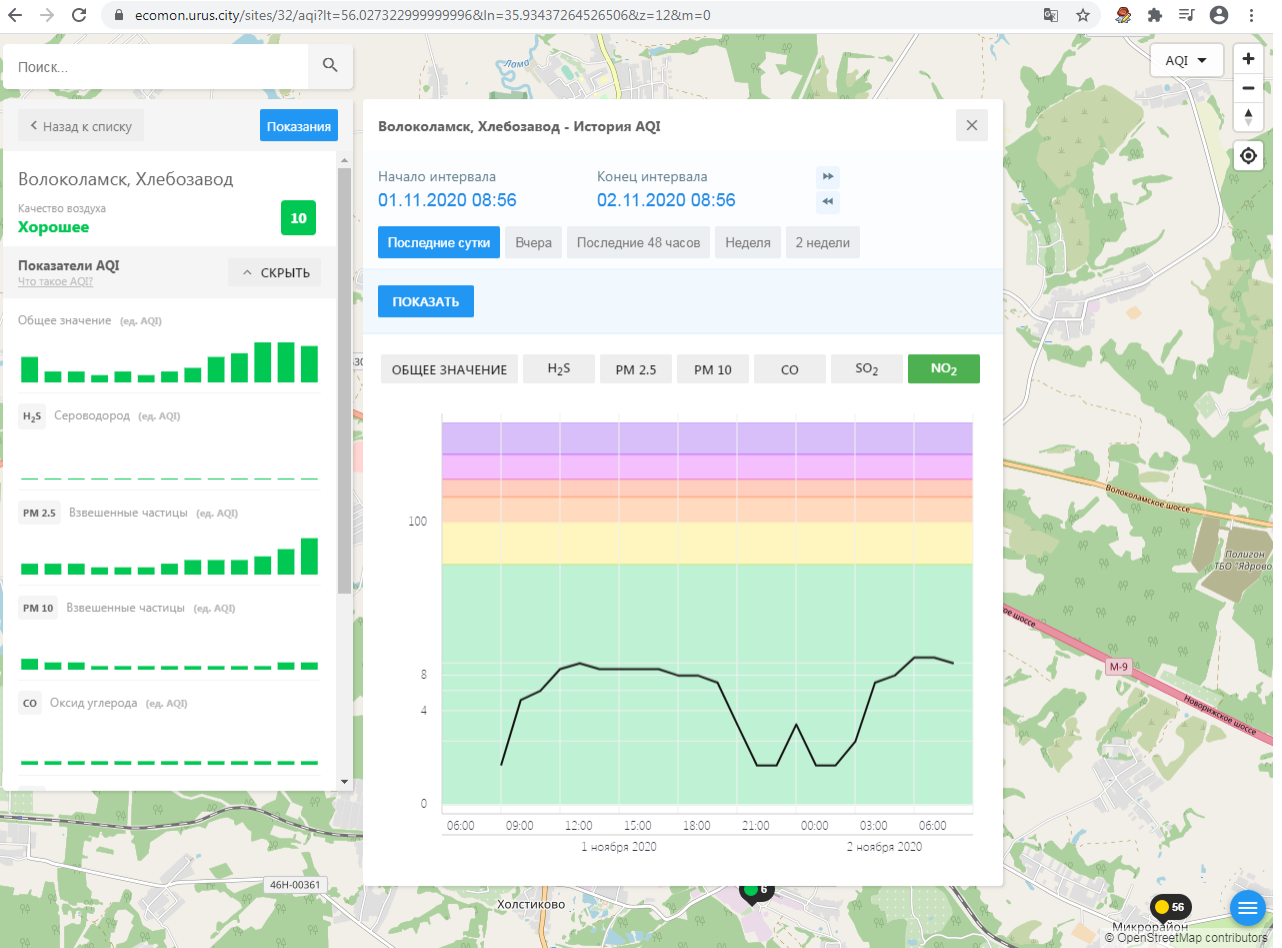 ecomon.urus.city/sites/32/aqi?lt=56.027322999999996&ln=35.93437264526506&z=12&m=0
Поиск...
Ломо
AQI
Назад к списку
Показания
Волоколамск, Хлебозавод - История AQI
Волоколамск, Хлебозавод
Качество воздуха
Хорошее
10
Начало интервала
Конец интервала
01.11.2020 08:56
02.11.2020 08:56
Последние сутки
Вчера
Последние 48 часов
Неделя
2 недели
Показатели AQI
Что такое AQI?
СКРЫТЬ
ПОКАЗАТЬ
Общее значение (ед. AQI)
ОБЩЕЕ ЗНАЧЕНИЕ
H2S
PM 2.5
PM 10
CO
SO2
NO2
H2S Сероводород (ед. AQI)
PM 2.5 Взвешенные частицы (ед. AQI)
PM 10 Взвешенные частицы (ед. AQI)
CO Оксид углерода (ед. AQI)
100
8
4
0
06:00
09:00
12:00
15:00
18:00
21:00
00:00
03:00
06:00
1 ноября 2020
2 ноября 2020
Волоколамское шоссе
Полигон
ТБО "Ядрово"
шоссе
М-9
Новорижское шоссе
46Н-00361
Холстиково
6
56
Микрорайон
© OpenStreetMap contributors